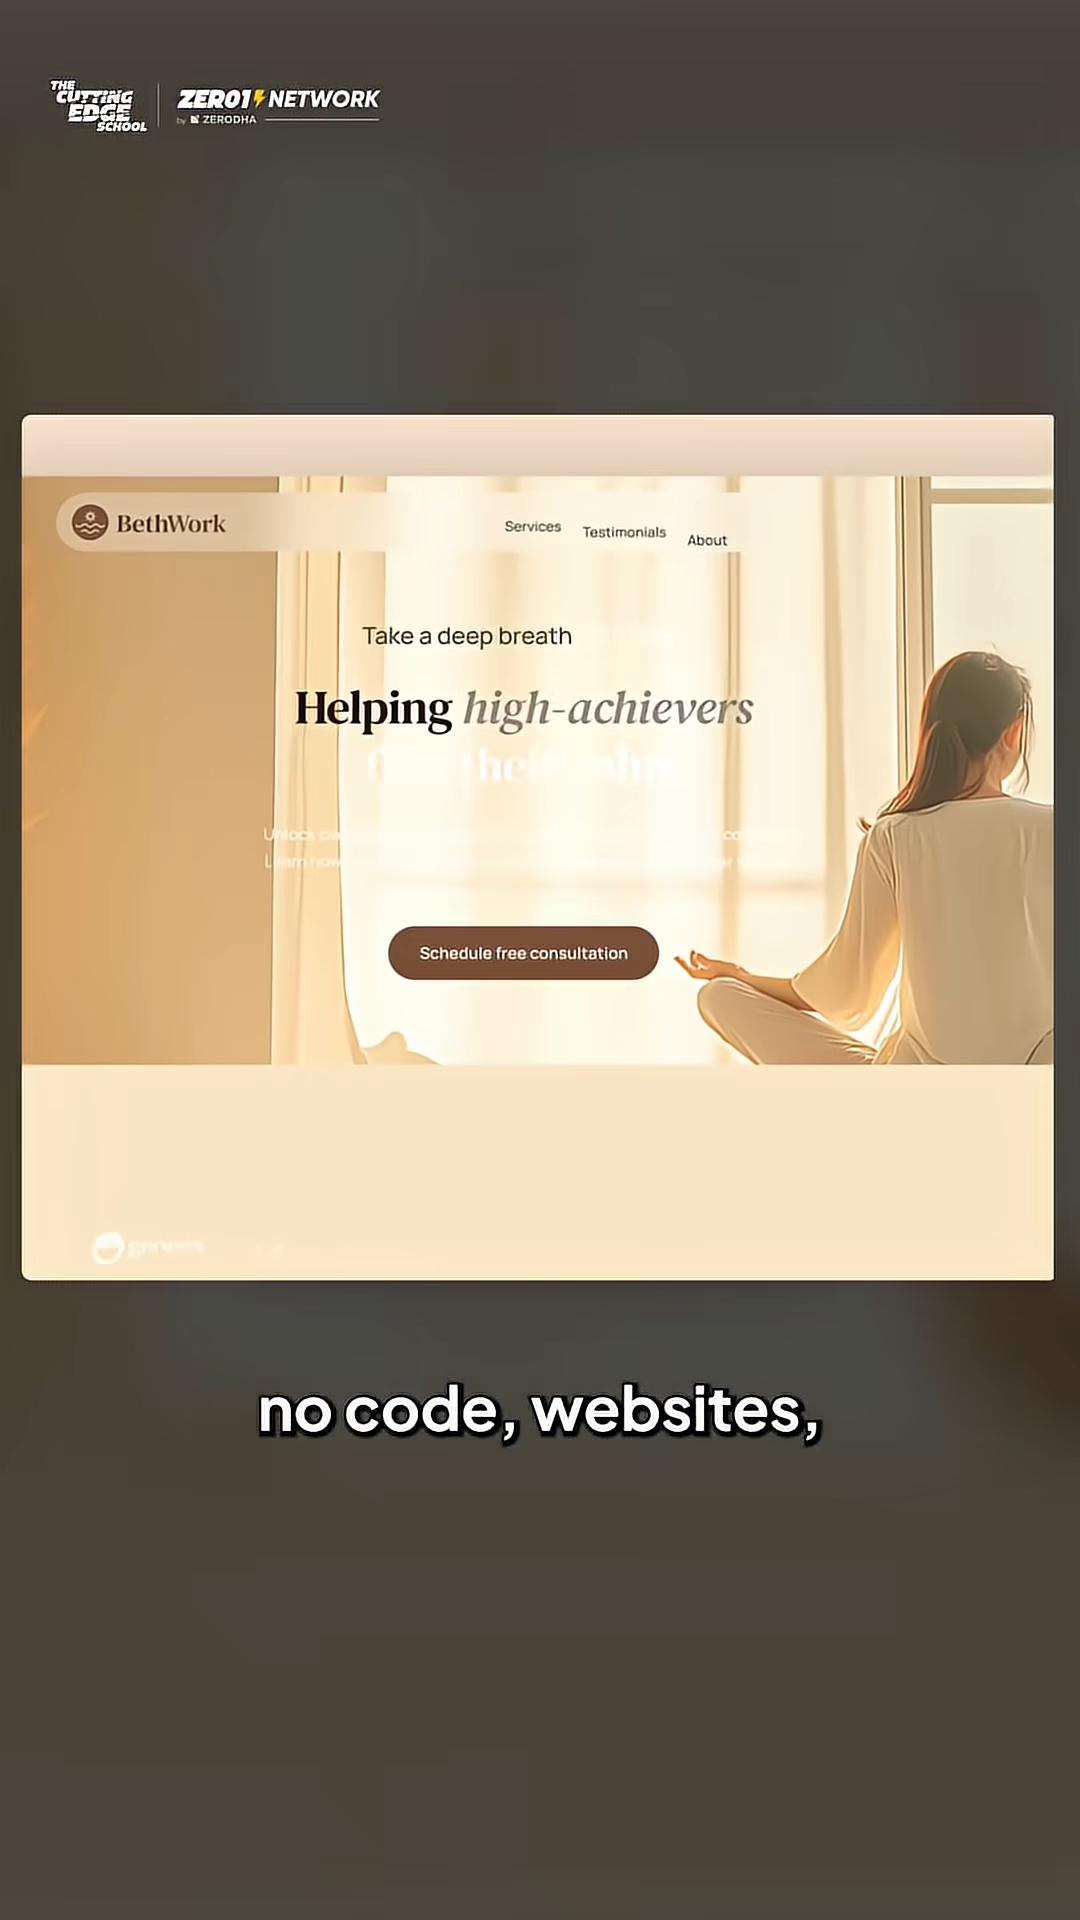 THE
CUTTING
EDGE
SCHOOL
ZERO1 NETWORK
by ZERODHA
BethWork
Services
Testimonials
About
Take a deep breath
Helping high-achievers
their
Schedule free consultation
no code, websites,